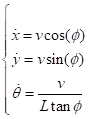 ẋ = v cos(ϕ)
ẏ = v sin(ϕ)
θ̇ = v / (L tan ϕ)